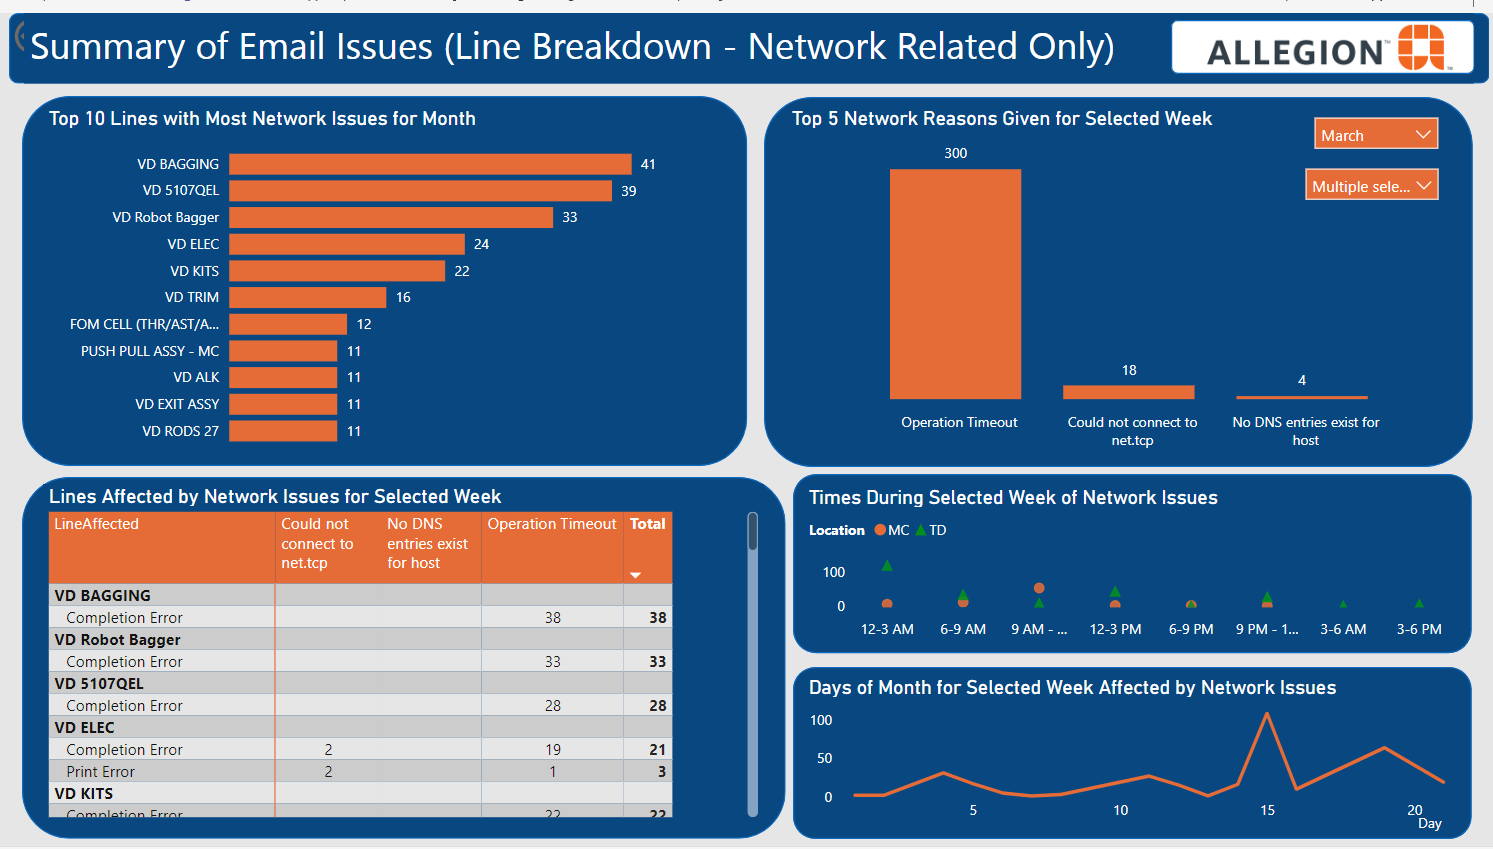 Summary of Email Issues (Line Breakdown - Network Related Only)
ALLEGION™
Top 10 Lines with Most Network Issues for Month
VD BAGGING 41
VD 5107QEL 39
VD Robot Bagger 33
VD ELEC 24
VD KITS 22
VD TRIM 16
FOM CELL (THR/AST/A... 12
PUSH PULL ASSY - MC 11
VD ALK 11
VD EXIT ASSY 11
VD RODS 27 11
Top 5 Network Reasons Given for Selected Week
March
Multiple sele...
300
18
4
Operation Timeout
Could not connect to
net.tcp
No DNS entries exist for
host
Lines Affected by Network Issues for Selected Week
LineAffected Could not No DNS Operation Timeout Total
connect to entries exist
net.tcp for host
VD BAGGING
Completion Error 38 38
VD Robot Bagger
Completion Error 33 33
VD 5107QEL
Completion Error 28 28
VD ELEC
Completion Error 2 19 21
Print Error 2 1 3
VD KITS
Completion Error 22 22
Times During Selected Week of Network Issues
Location MC TD
100
0
12-3 AM 6-9 AM 9 AM - ... 12-3 PM 6-9 PM 9 PM - 1... 3-6 AM 3-6 PM
Days of Month for Selected Week Affected by Network Issues
100
50
0
5 10 15 20
Day